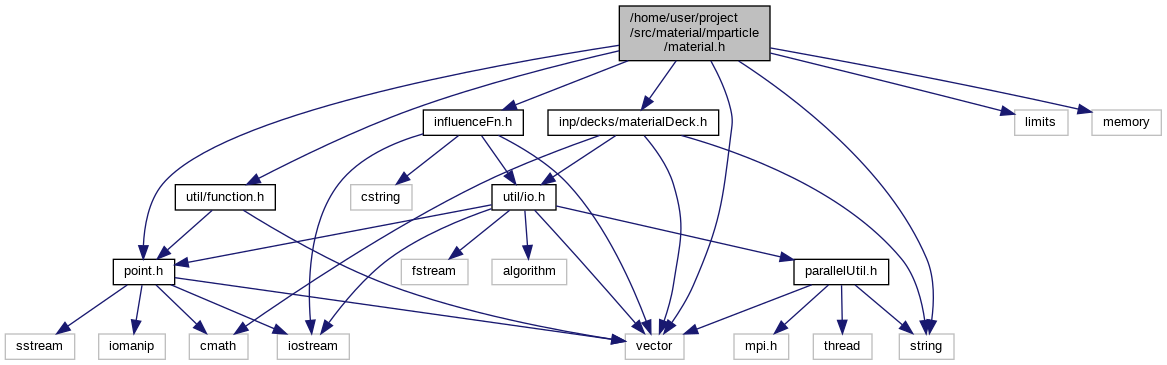 /home/user/project
/src/material/mparticle
/material.h
influenceFn.h
inp/decks/materialDeck.h
limits
memory
util/function.h
cstring
util/io.h
point.h
fstream
algorithm
parallelUtil.h
sstream
iomanip
cmath
iostream
vector
mpi.h
thread
string